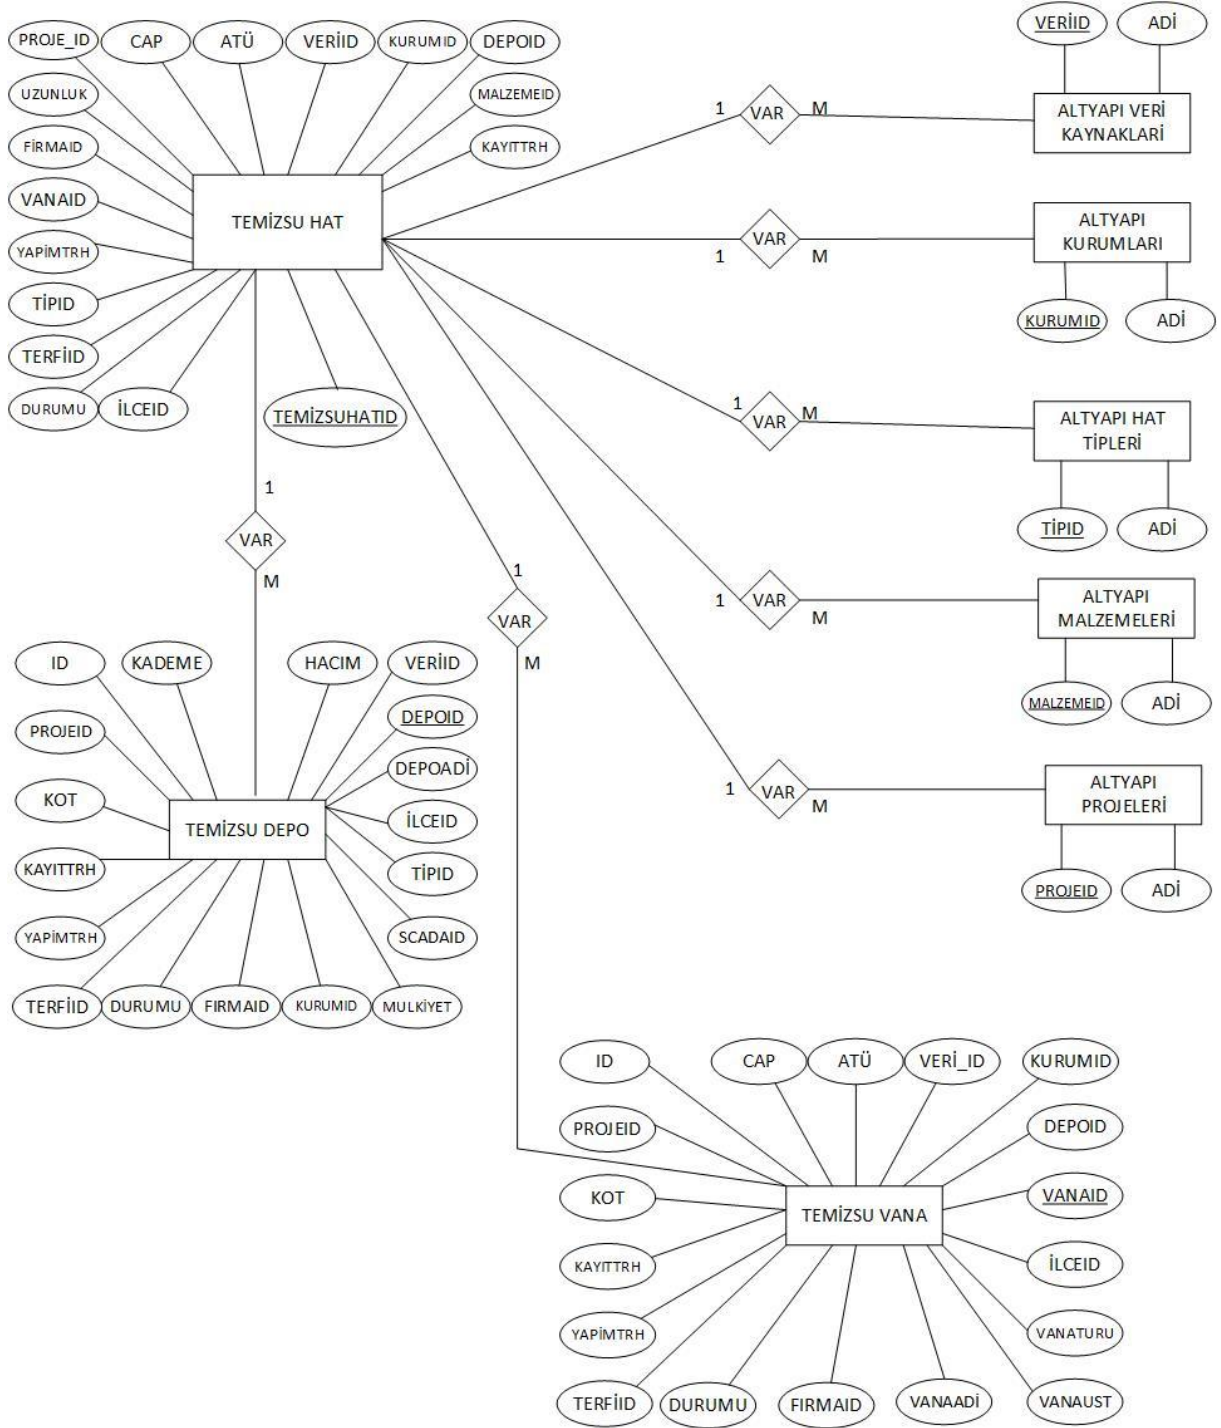 PROJE_ID
CAP
ATÜ
VERİID
KURUMID
DEPOID
UZUNLUK
MALZEMEID
FİRMAID
KAYITTRH
VANAID
TEMİZSU HAT
YAPİMTRH
TİPID
TERFİID
DURUMU
İLCEID
TEMİZSUHATID
VERİID
ADİ
1
VAR
M
ALTYAPI VERİ
KAYNAKLARİ
VAR
1
M
ALTYAPI
KURUMLARI
KURUMID
ADİ
1
VAR
M
ALTYAPI HAT
TİPLERİ
TİPID
ADİ
1
VAR
M
ALTYAPI
MALZEMELERİ
MALZEMEID
ADİ
1
VAR
M
ALTYAPI
PROJELERİ
PROJEID
ADİ
1
VAR
M
1
VAR
M
ID
KADEME
HACIM
VERİID
PROJEID
DEPOID
DEPOADİ
KOT
TEMİZSU DEPO
İLCEID
KAYITTRH
TİPID
YAPİMTRH
SCADAID
TERFİID
DURUMU
FIRMAID
KURUMID
MULKİYET
ID
CAP
ATÜ
VERİ_ID
KURUMID
PROJEID
DEPOID
KOT
VANAID
TEMİZSU VANA
KAYITTRH
İLCEID
YAPİMTRH
VANATURU
TERFİID
DURUMU
FIRMAID
VANAADİ
VANAUST